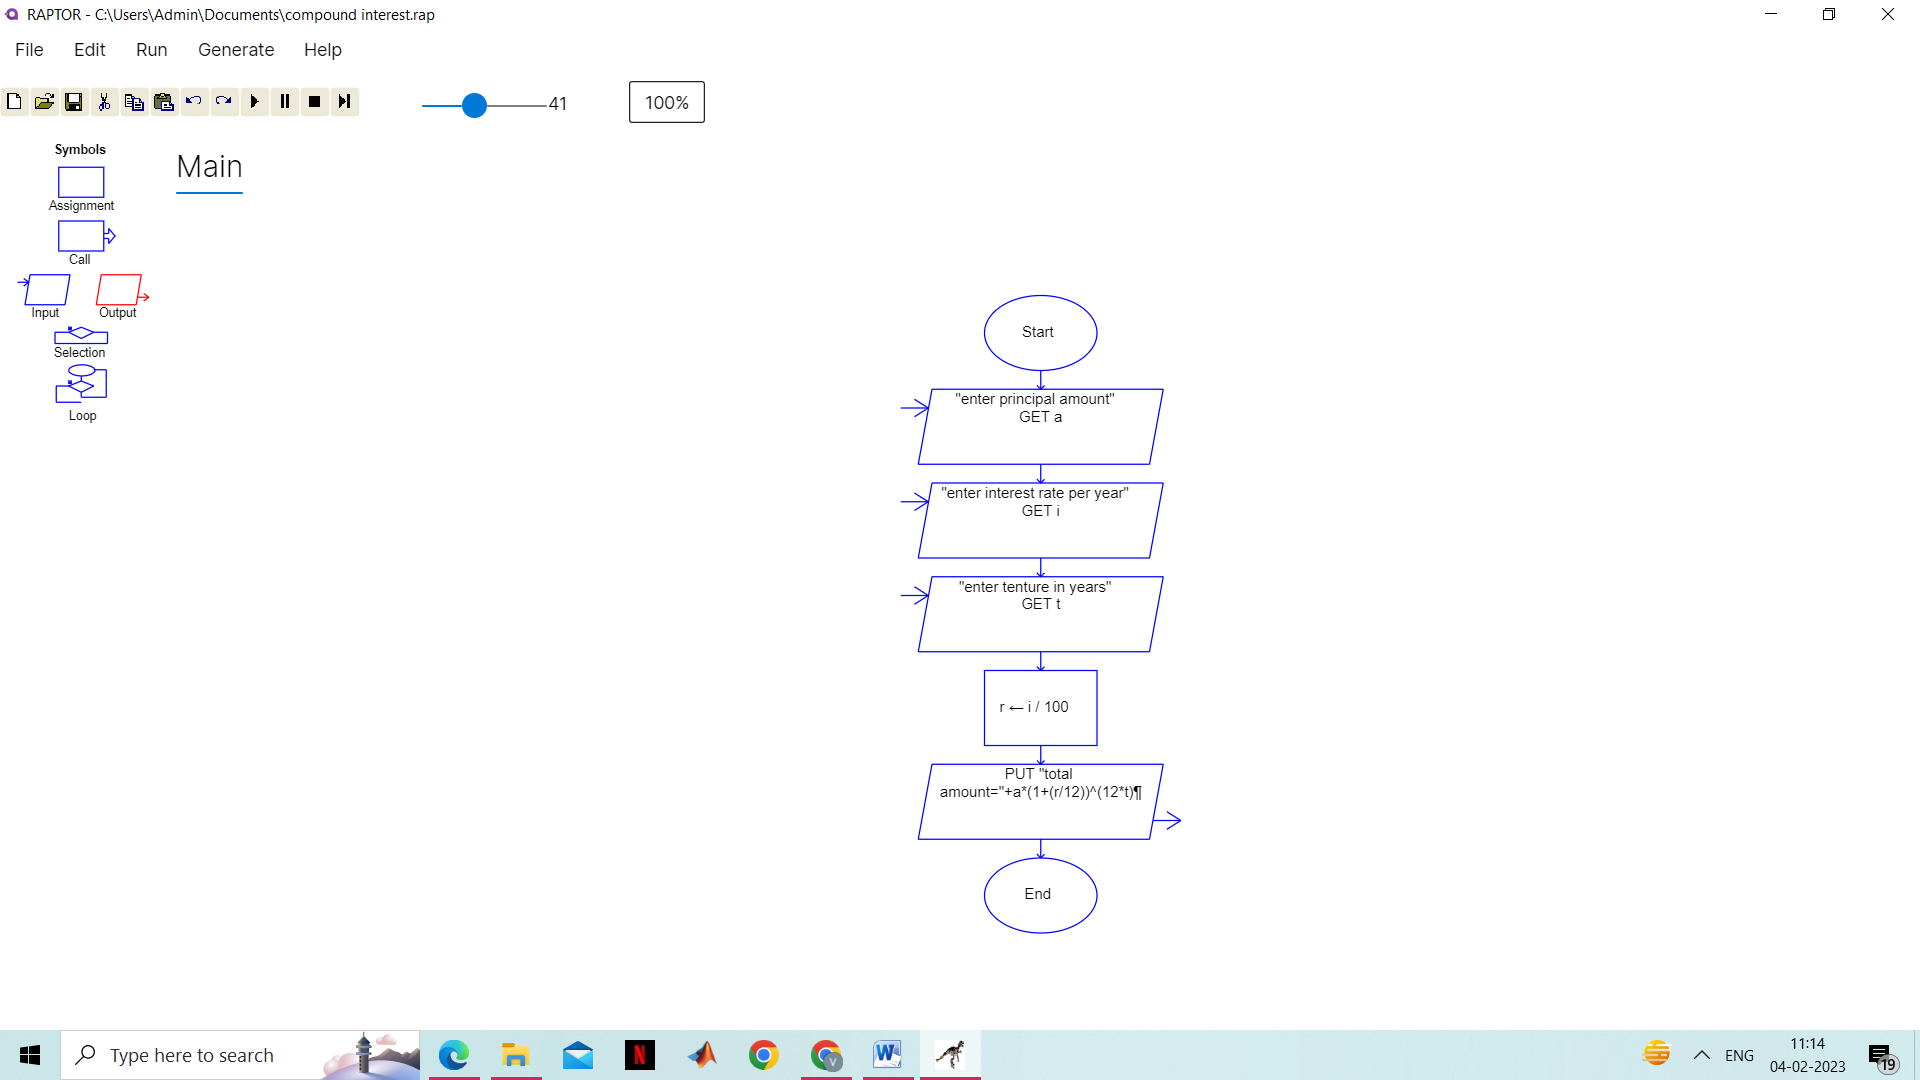 RAPTOR - C:\Users\Admin\Documents\compound interest.rap
File Edit Run Generate Help
41
100%
Symbols
Main
Assignment
Call
Input Output
Selection
Loop
Start
"enter principal amount"
GET a
"enter interest rate per year"
GET i
"enter tenture in years"
GET t
r ← i / 100
PUT "total
amount="+a*(1+(r/12))^(12*t)¶
End
Type here to search
N
V
W
ENG
11:14
04-02-2023
19